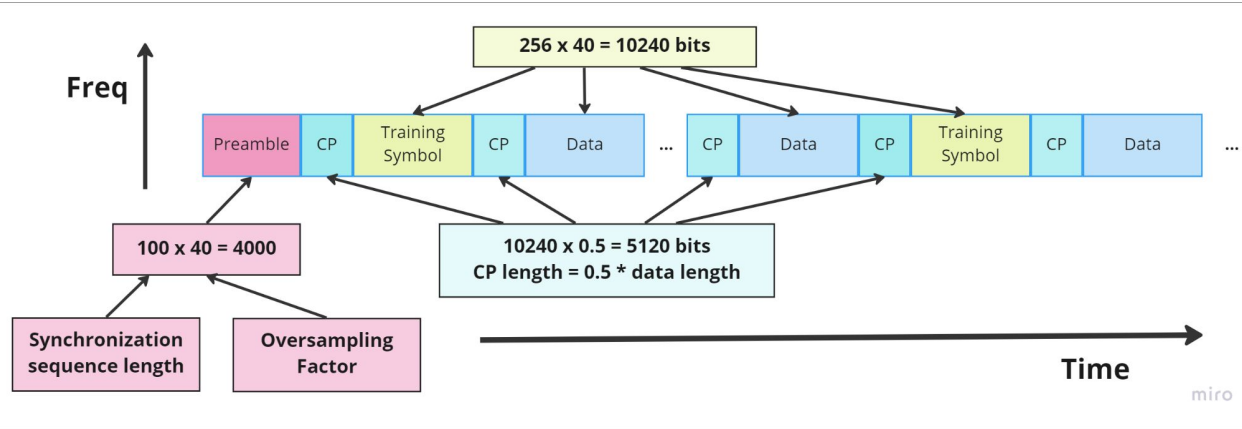 256 x 40 = 10240 bits
Freq
Preamble
CP
Training
Symbol
CP
Data
...
CP
Data
CP
Training
Symbol
CP
Data
...
100 x 40 = 4000
10240 x 0.5 = 5120 bits
CP length = 0.5 * data length
Synchronization
sequence length
Oversampling
Factor
Time
miro